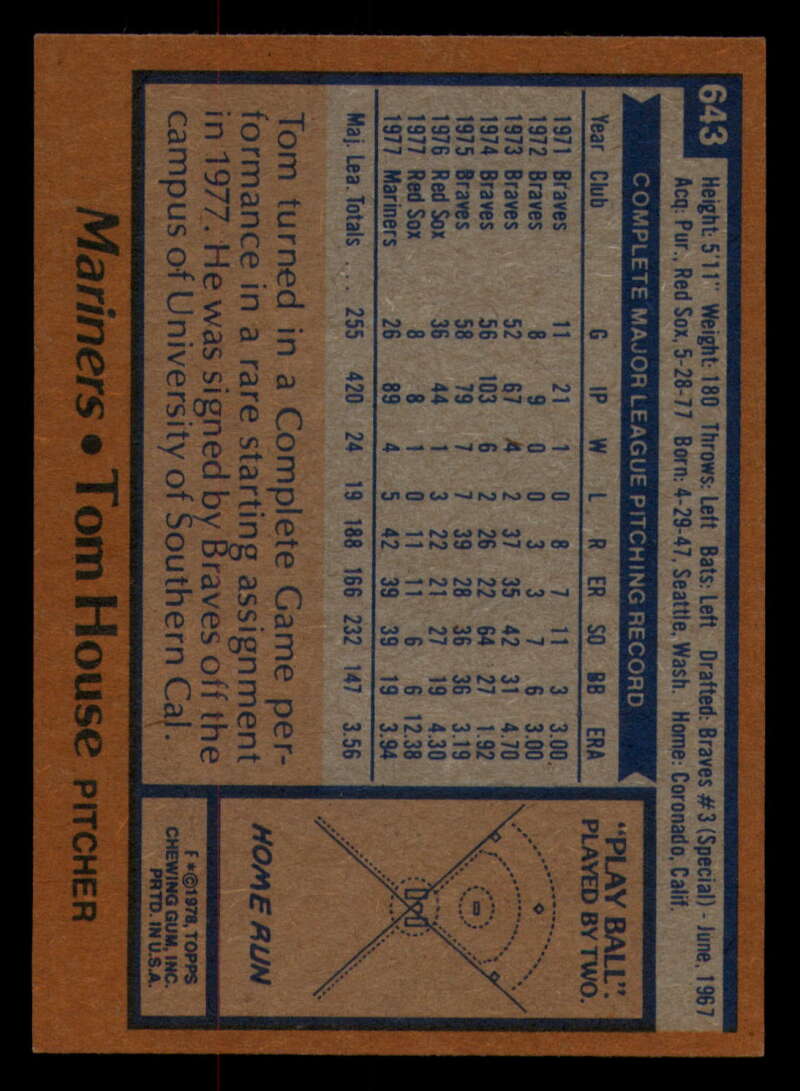 643
Height: 5'11" Weight: 180 Throws: Left Bats: Left Drafted: Braves #3 (Special) - June, 1967
Acq: Pur., Red Sox, 5-28-77 Born: 4-29-47, Seattle, Wash. Home: Coronado, Calif.
COMPLETE MAJOR LEAGUE PITCHING RECORD
Year Club G IP W L R ER SO BB ERA
1971 Braves 11 21 1 0 8 7 11 3 3.00
1972 Braves 8 9 0 0 3 3 7 6 3.00
1973 Braves 52 67 4 2 37 35 42 31 4.70
1974 Braves 56 103 6 2 26 22 64 27 1.92
1975 Braves 58 79 7 7 39 28 36 36 3.19
1976 Red Sox 36 44 1 3 22 21 27 19 4.30
1977 Red Sox 8 8 1 0 11 11 6 6 12.38
1977 Mariners 26 89 4 5 42 39 39 19 3.94
Maj. Lea. Totals .... 255 420 24 19 188 166 232 147 3.56
Tom turned in a Complete Game per-
formance in a rare starting assignment
in 1977. He was signed by Braves off the
campus of University of Southern Cal.
"PLAY BALL":
PLAYED BY TWO.
HOME RUN
F*©1978, TOPPS
CHEWING GUM, INC.
PRTD. IN U.S.A.
Mariners • Tom House PITCHER